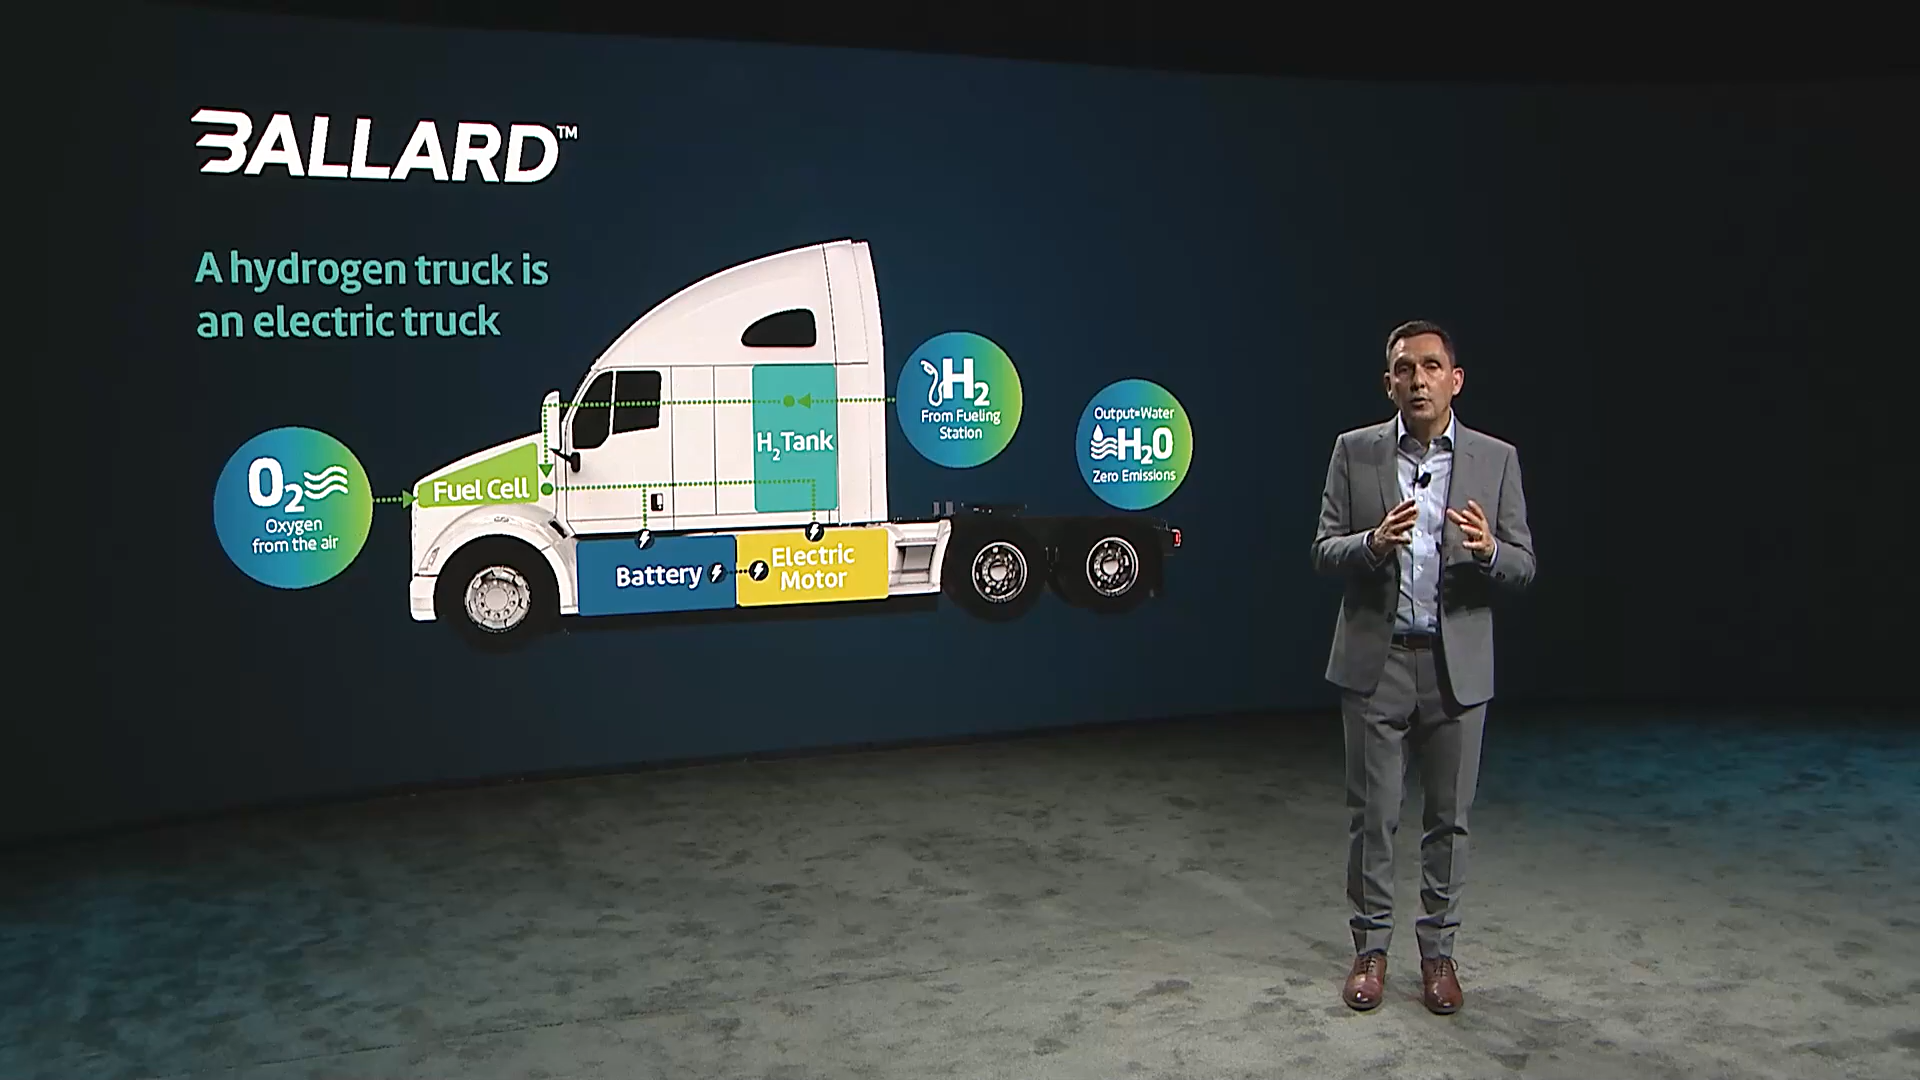 BALLARD™
A hydrogen truck is
an electric truck
O₂
Oxygen
from the air
Fuel Cell
H₂ Tank
H₂
From Fueling
Station
Output=Water
H₂0
Zero Emissions
Battery
Electric
Motor